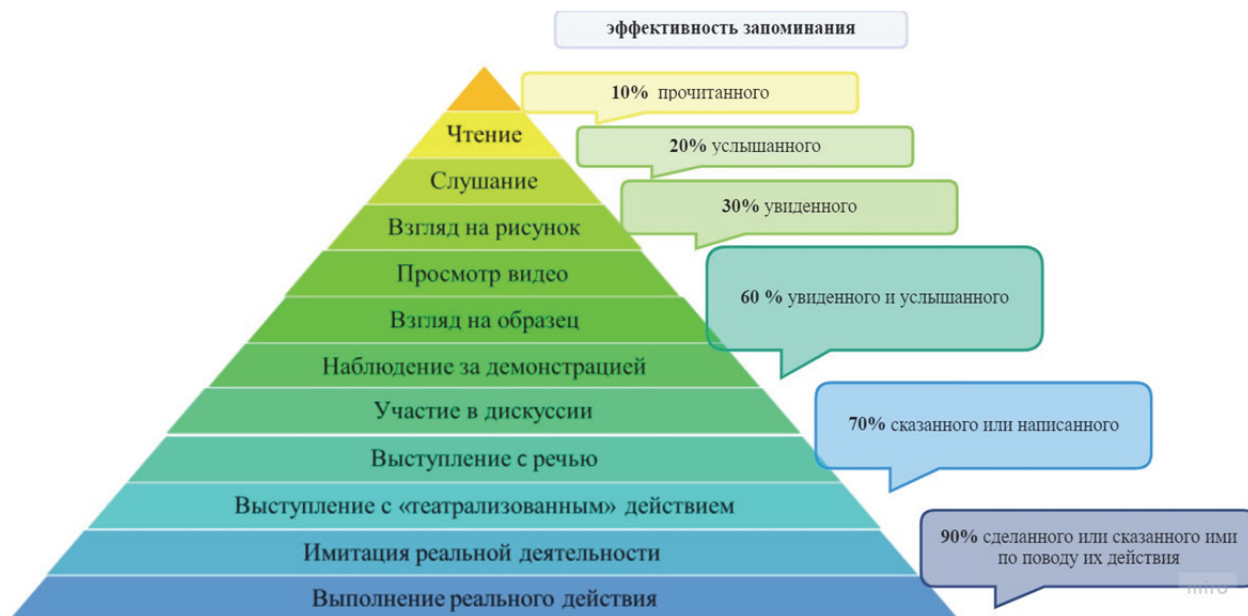 эффективность запоминания
10% прочитанного
Чтение
20% услышанного
Слушание
30% увиденного
Взгляд на рисунок
Просмотр видео
60 % увиденного и услышанного
Взгляд на образец
Наблюдение за демонстрацией
Участие в дискуссии
70% сказанного или написанного
Выступление с речью
Выступление с «театрализованным» действием
90% сделанного или сказанного ими
по поводу их действия
Имитация реальной деятельности
Выполнение реального действия
miro